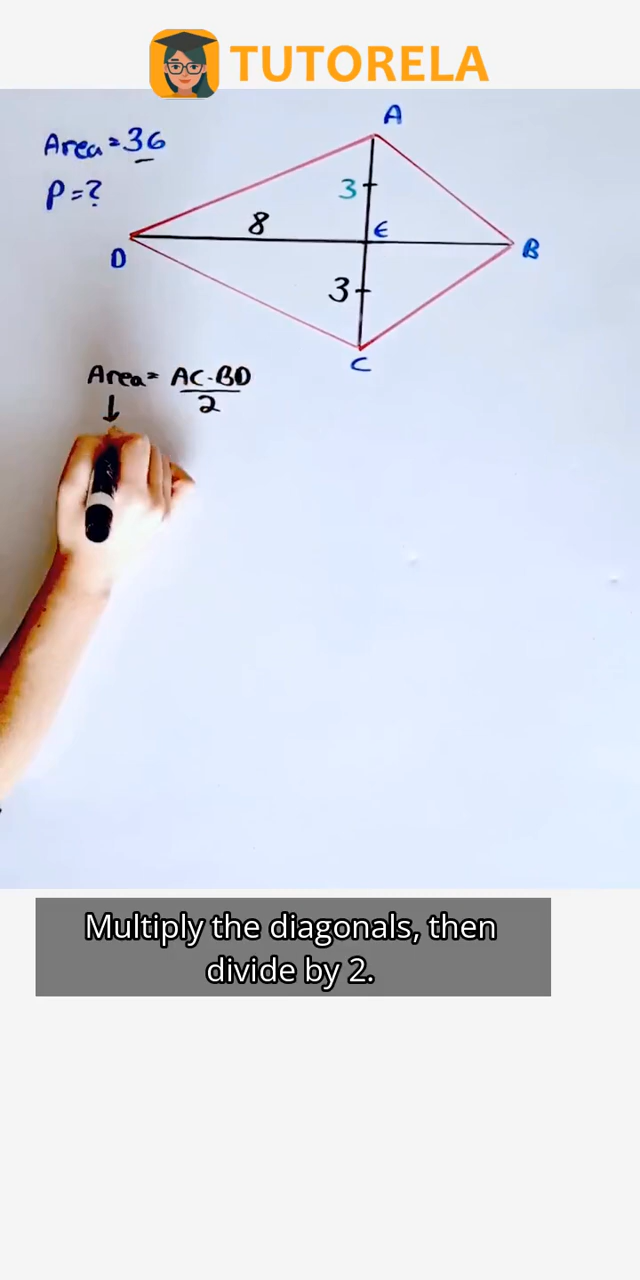 TUTORELA
Area = 36
P = ?
A
3
8
E
D
B
3
C
Area = AC·BD
2
↓
Multiply the diagonals, then
divide by 2.